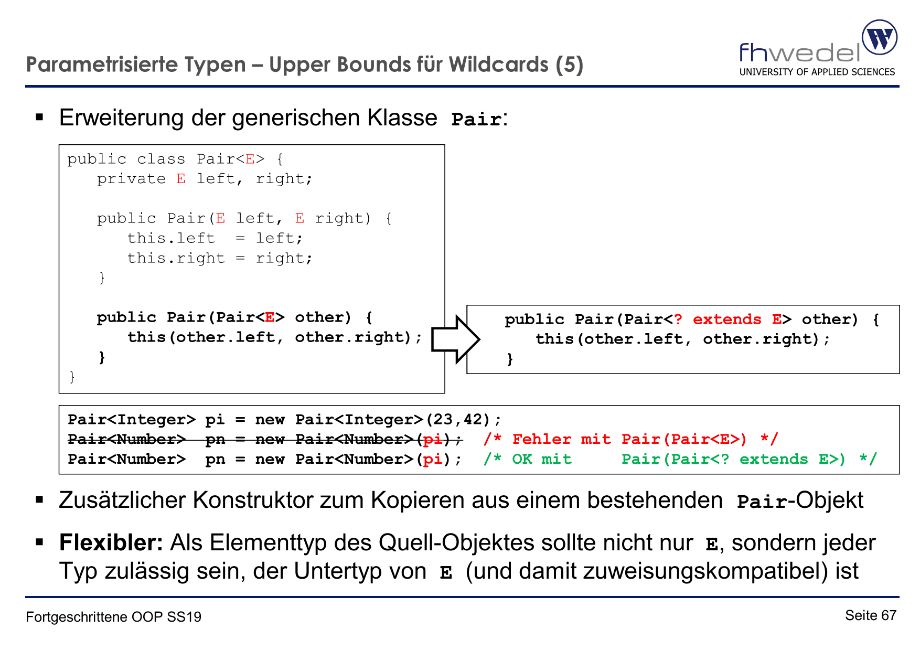 fhwedel
UNIVERSITY OF APPLIED SCIENCES
W
Parametrisierte Typen – Upper Bounds für Wildcards (5)
▪ Erweiterung der generischen Klasse Pair:
public class Pair<E> {
   private E left, right;

   public Pair(E left, E right) {
      this.left  = left;
      this.right = right;
   }

   public Pair(Pair<E> other) {
      this(other.left, other.right);
   }
}
public Pair(Pair<? extends E> other) {
   this(other.left, other.right);
}
Pair<Integer> pi = new Pair<Integer>(23,42);
Pair<Number>  pn = new Pair<Number>(pi);  /* Fehler mit Pair(Pair<E>) */
Pair<Number>  pn = new Pair<Number>(pi);  /* OK mit     Pair(Pair<? extends E>) */
▪ Zusätzlicher Konstruktor zum Kopieren aus einem bestehenden Pair-Objekt
▪ Flexibler: Als Elementtyp des Quell-Objektes sollte nicht nur E, sondern jeder
Typ zulässig sein, der Untertyp von E (und damit zuweisungskompatibel) ist
Fortgeschrittene OOP SS19
Seite 67